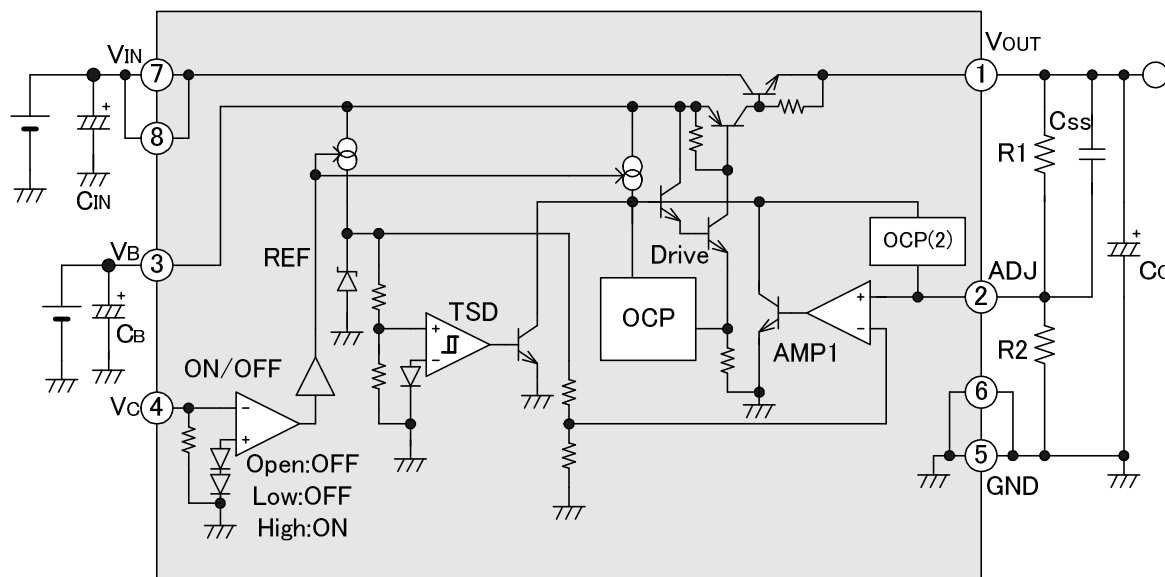 VIN
7
8
CIN
VB
3
CB
VC
4
ON/OFF
Open:OFF
Low:OFF
High:ON
REF
TSD
+
−
OCP
Drive
AMP1
OCP(2)
VOUT
1
CSS
R1
ADJ
2
R2
6
5
GND